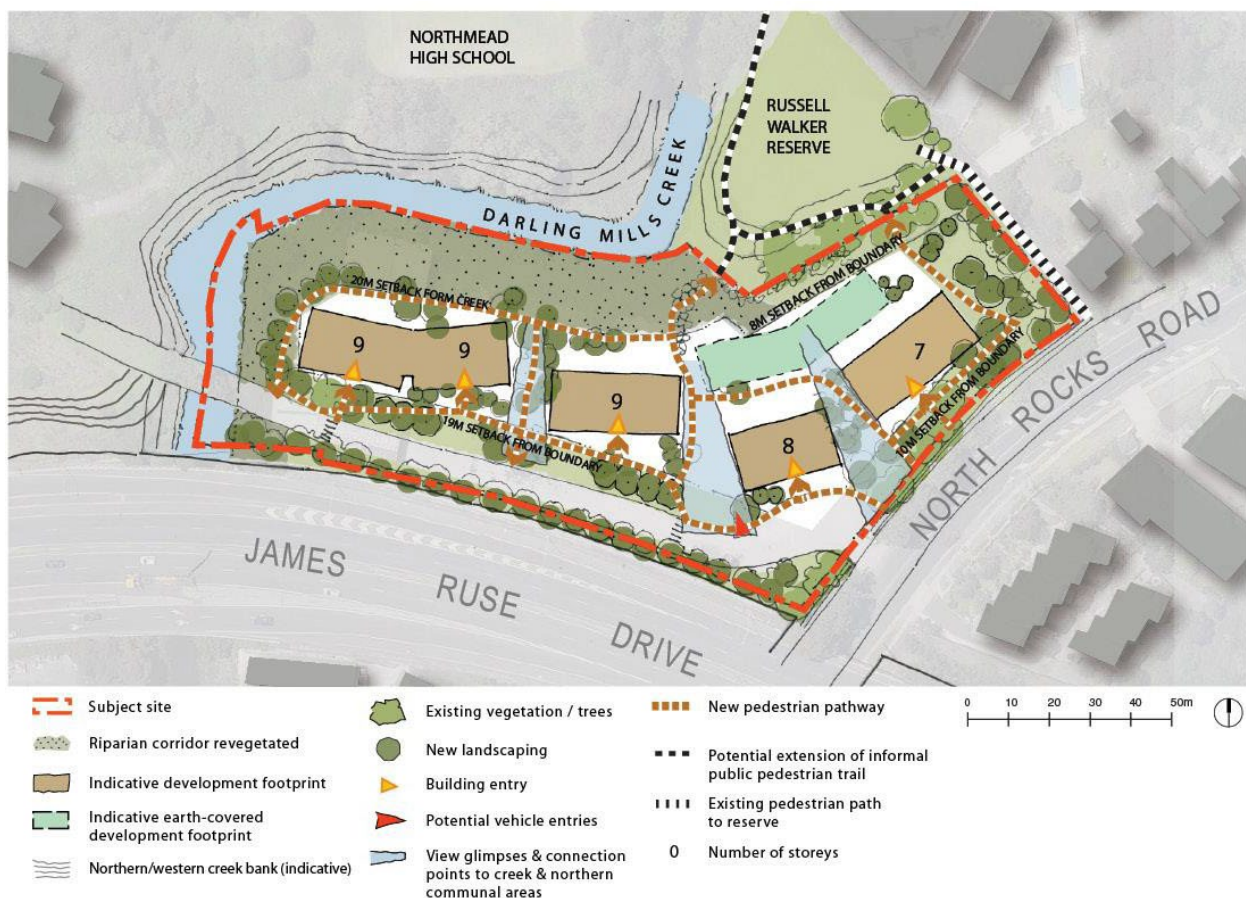 NORTHMEAD
HIGH SCHOOL
RUSSELL
WALKER
RESERVE
DARLING MILLS CREEK
20M SETBACK FORM CREEK
8M SETBACK FROM BOUNDARY
9
9
9
8
7
19M SETBACK FROM BOUNDARY
10M SETBACK FROM BOUNDARY
NORTH ROCKS ROAD
JAMES RUSE DRIVE
Subject site
Riparian corridor revegetated
Indicative development footprint
Indicative earth-covered
development footprint
Northern/western creek bank (indicative)
Existing vegetation / trees
New landscaping
Building entry
Potential vehicle entries
View glimpses & connection
points to creek & northern
communal areas
New pedestrian pathway
Potential extension of informal
public pedestrian trail
Existing pedestrian path
to reserve
0 Number of storeys
0 10 20 30 40 50m